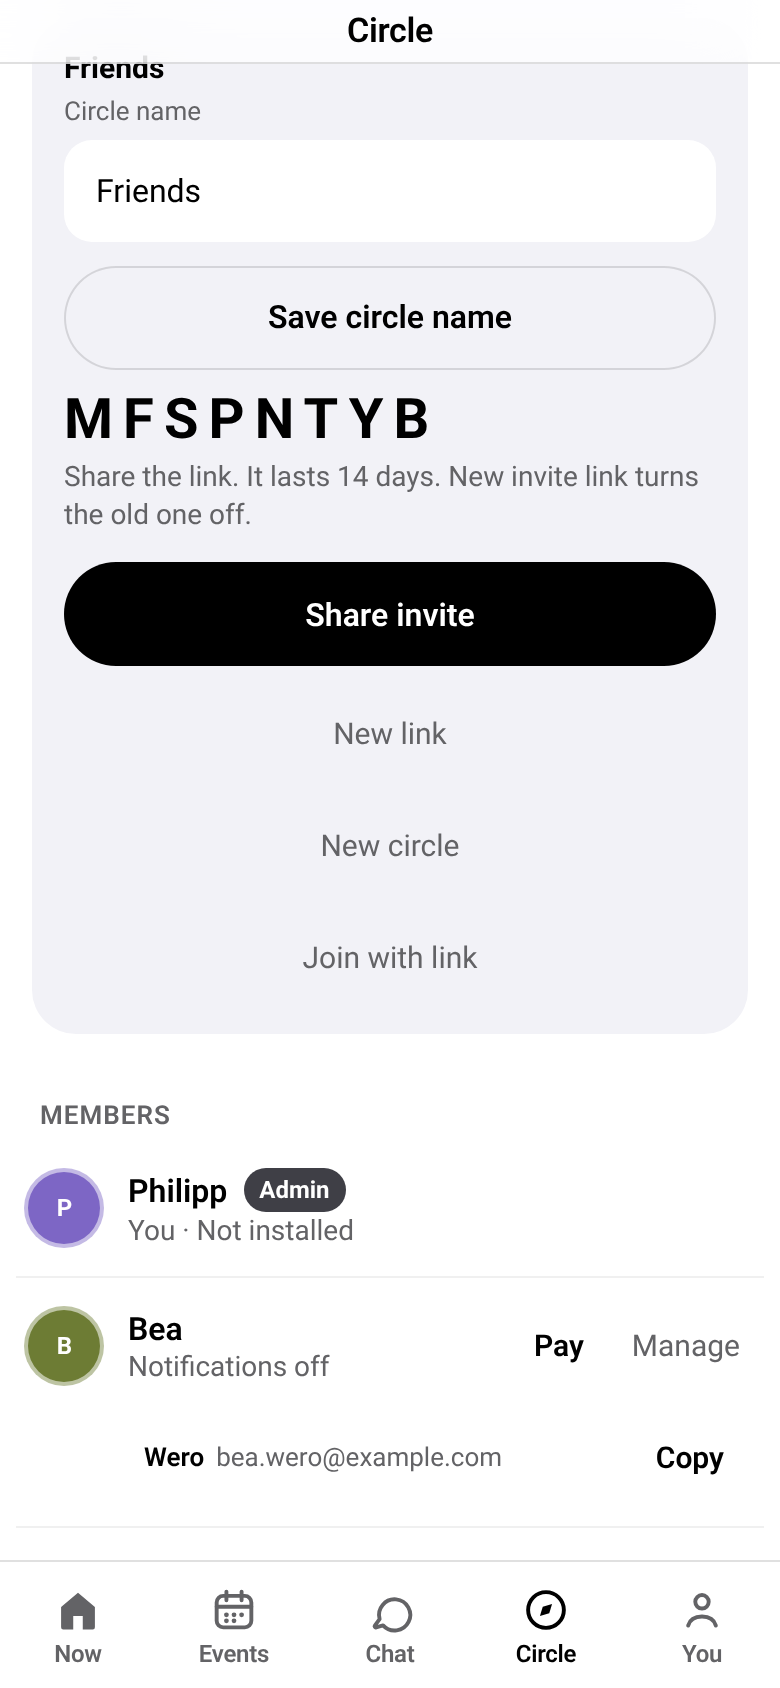 Circle
Friends
Circle name
Friends
Save circle name
MFSPNTYB
Share the link. It lasts 14 days. New invite link turns
the old one off.
Share invite
New link
New circle
Join with link
MEMBERS
P
Philipp Admin
You · Not installed
B
Bea
Notifications off
Pay Manage
Wero bea.wero@example.com Copy
Now Events Chat Circle You